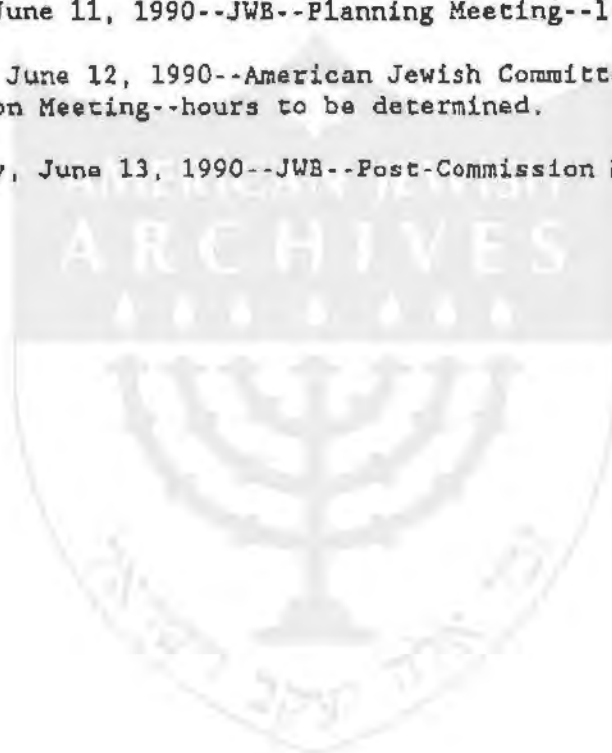 June 11, 1990--JWB--Planning Meeting--1
June 12, 1990--American Jewish Committ
on Meeting--hours to be determined.
y, June 13, 1990--JWB--Post-Commission
AMERICAN JEWISH
ARCHIVES